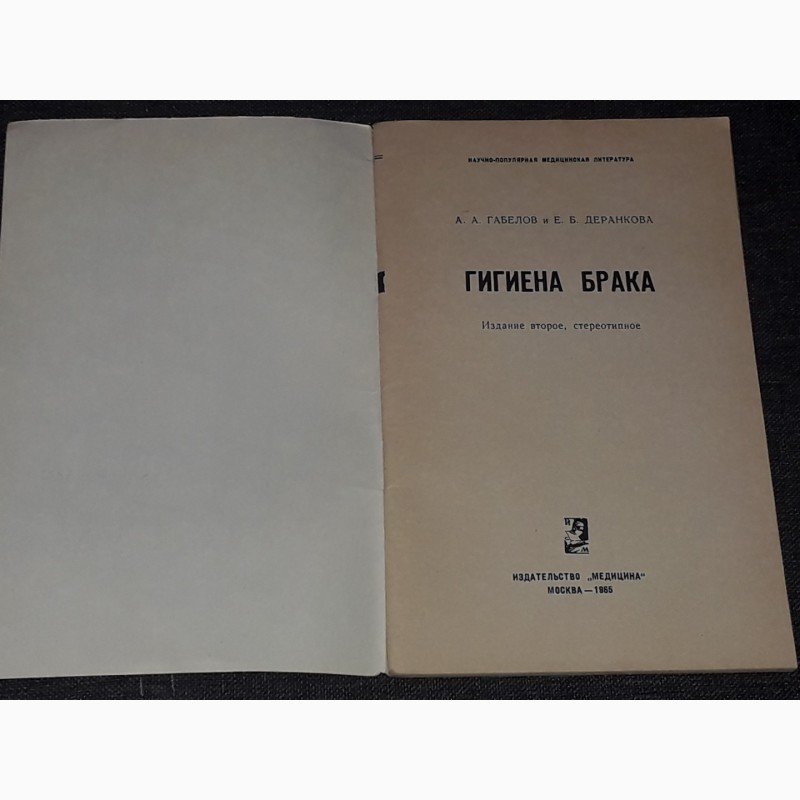 НАУЧНО-ПОПУЛЯРНАЯ МЕДИЦИНСКАЯ ЛИТЕРАТУРА
А. А. ГАБЕЛОВ и Е. Б. ДЕРАНКОВА
ГИГИЕНА БРАКА
Издание второе, стереотипное
И
М
ИЗДАТЕЛЬСТВО „МЕДИЦИНА“
МОСКВА — 1965